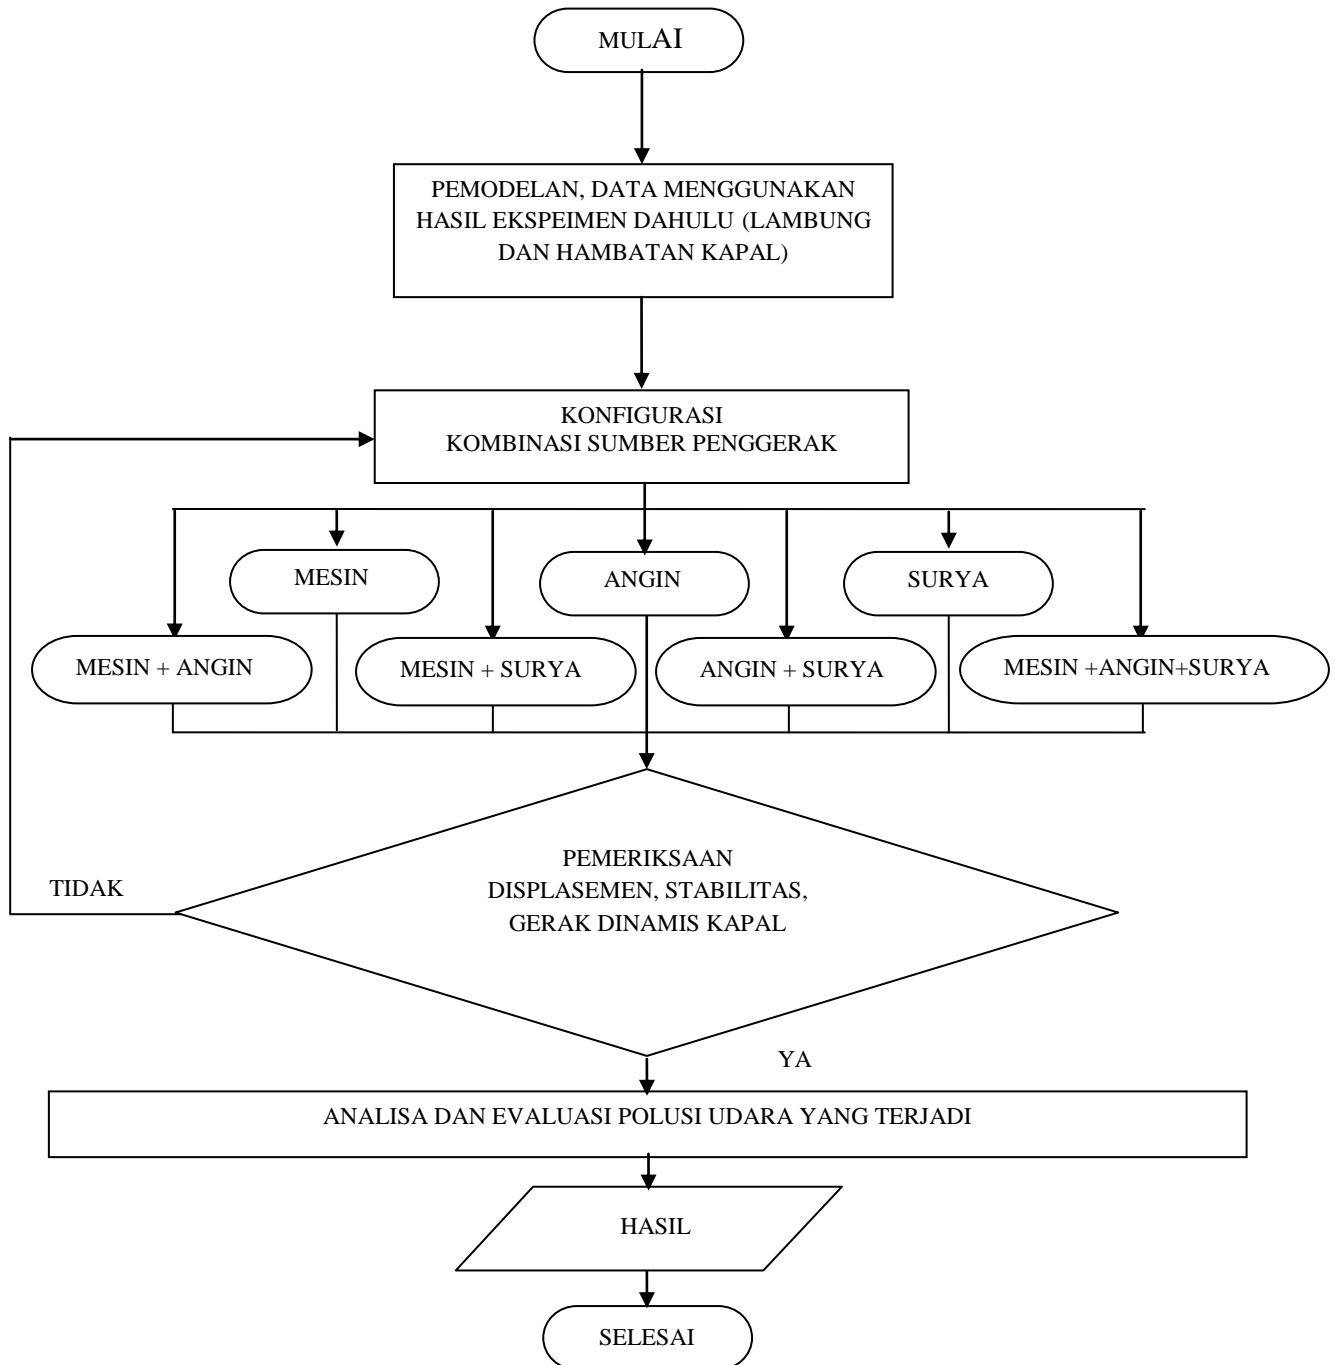 MULAI
PEMODELAN, DATA MENGGUNAKAN
HASIL EKSPEIMEN DAHULU (LAMBUNG
DAN HAMBATAN KAPAL)
KONFIGURASI
KOMBINASI SUMBER PENGGERAK
MESIN
ANGIN
SURYA
MESIN + ANGIN
MESIN + SURYA
ANGIN + SURYA
MESIN +ANGIN+SURYA
PEMERIKSAAN
DISPLASEMEN, STABILITAS,
GERAK DINAMIS KAPAL
TIDAK
YA
ANALISA DAN EVALUASI POLUSI UDARA YANG TERJADI
HASIL
SELESAI